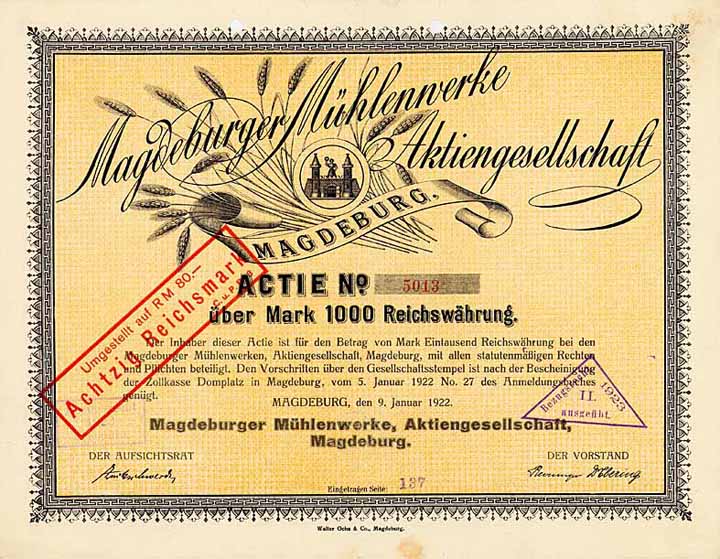 Magdeburger Mühlenwerke
Aktiengesellschaft
MAGDEBURG.
ACTIE No 5013
über Mark 1000 Reichswährung.
Der Inhaber dieser Actie ist für den Betrag von Mark Eintausend Reichswährung bei den
Magdeburger Mühlenwerken, Aktiengesellschaft, Magdeburg, mit allen statutenmäßigen Rechten
und Pflichten beteiligt. Den Vorschriften über den Gesellschaftsstempel ist nach der Bescheinigung
der Zollkasse Domplatz in Magdeburg, vom 5. Januar 1922 No. 27 des Anmeldungsbuches
genügt.
MAGDEBURG, den 9. Januar 1922.
Magdeburger Mühlenwerke, Aktiengesellschaft,
Magdeburg.
DER AUFSICHTSRAT
DER VORSTAND
Eingetragen Seite: 137
Walter Ochs & Co., Magdeburg.
Umgestellt auf RM 80.—
Achtzig Reichsmark
Bezugsrecht 1923
II.
ausgeführt.